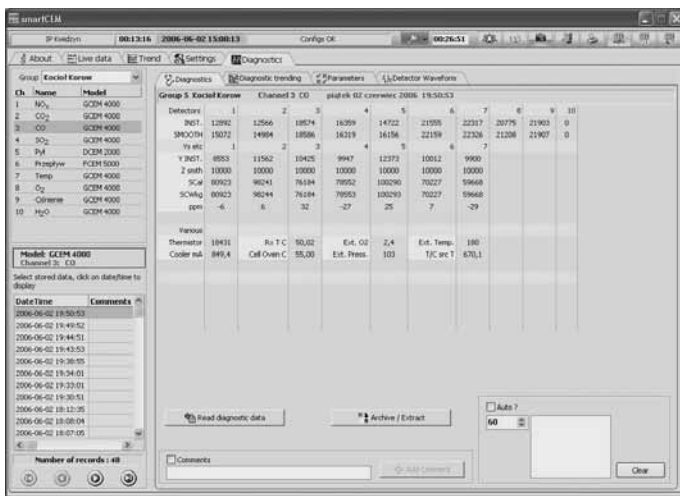 smartCEM
IP Kwidzyn 00:13:16 2006-06-02 15:00:13 Configs OK 00:26:51
About Live data Trend Settings Diagnostics
Group Kociol Korow
Ch Name Model
1 NOx GCEM 4000
2 CO2 GCEM 4000
3 CO GCEM 4000
4 SO2 GCEM 4000
5 Pył DCEM 2000
6 Przepływ FCEM 5000
7 Temp GCEM 4000
8 O2 GCEM 4000
9 Ciśnienie GCEM 4000
10 H2O GCEM 4000
Model: GCEM 4000
Channel 3: CO
Select stored data, click on date/time to
display
DateTime Comments
2006-06-02 19:50:53
2006-06-02 19:49:52
2006-06-02 19:44:51
2006-06-02 19:43:53
2006-06-02 19:38:55
2006-06-02 19:34:01
2006-06-02 19:33:01
2006-06-02 19:30:51
2006-06-02 18:12:35
2006-06-02 18:08:04
2006-06-02 18:07:05
Number of records : 48
Diagnostics Diagnostic trending Parameters Detector Waveform
Group 5 Kociol Korow Channel 3 CO piątek 02 czerwiec 2006 19:50:53
Detectors 1 2 3 4 5 6 7 8 9 10
INST. 12892 12566 18574 16359 14722 21555 22317 20775 21903 0
SMOOTH 15072 14984 18586 16319 16156 22159 22326 21208 21907 0
Ys etc 1 2 3 4 5 6 7
Y INST. 8553 11562 10425 9947 12373 10012 9900
Z smth 10000 10000 10000 10000 10000 10000 10000
SCal 80923 98241 76184 78552 100290 70227 59668
SCWkg 80923 98244 76184 78553 100293 70227 59668
ppm -6 6 32 -27 25 7 -29
Various
Thermistor 18431 Rx T C 50,02 Ext. O2 2,4 Ext. Temp. 180
Cooler mA 849,4 Cell Oven C 55,00 Ext. Press. 103 T/C src T 670,1
Read diagnostic data
Archive / Extract
Auto ?
60
Comments
Add Comment
Clear